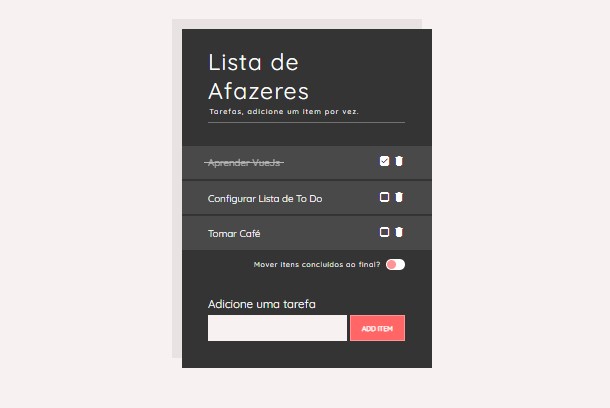 Lista de
Afazeres
Tarefas, adicione um item por vez.
Aprender VueJs
Configurar Lista de To Do
Tomar Café
Mover itens concluídos ao final?
Adicione uma tarefa
ADD ITEM